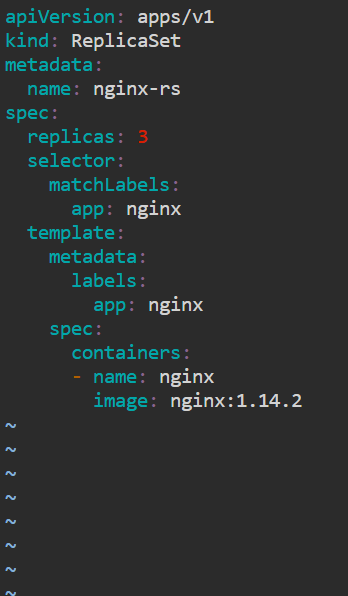 apiVersion: apps/v1
kind: ReplicaSet
metadata:
  name: nginx-rs
spec:
  replicas: 3
  selector:
    matchLabels:
      app: nginx
  template:
    metadata:
      labels:
        app: nginx
    spec:
      containers:
      - name: nginx
        image: nginx:1.14.2
~
~
~
~
~
~
~
~